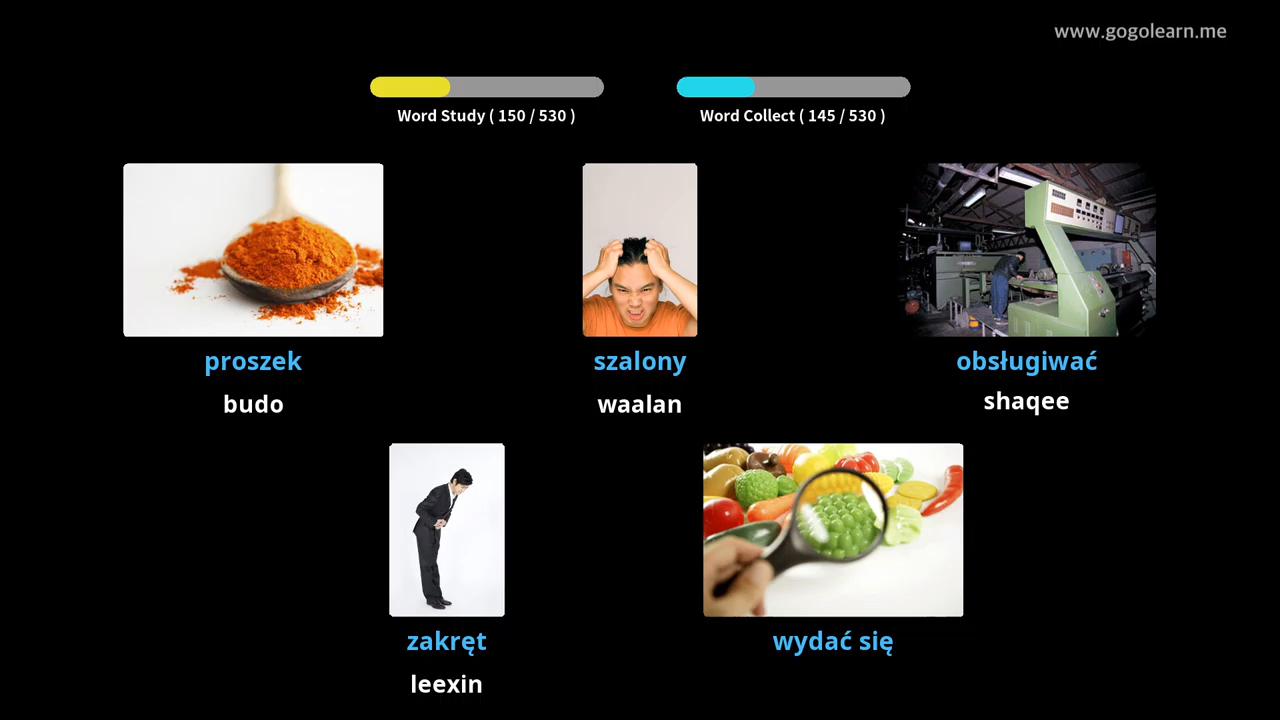 www.gogolearn.me
Word Study ( 150 / 530 )
Word Collect ( 145 / 530 )
proszek
szalony
obsługiwać
budo
waalan
shaqee
zakręt
wydać się
leexin